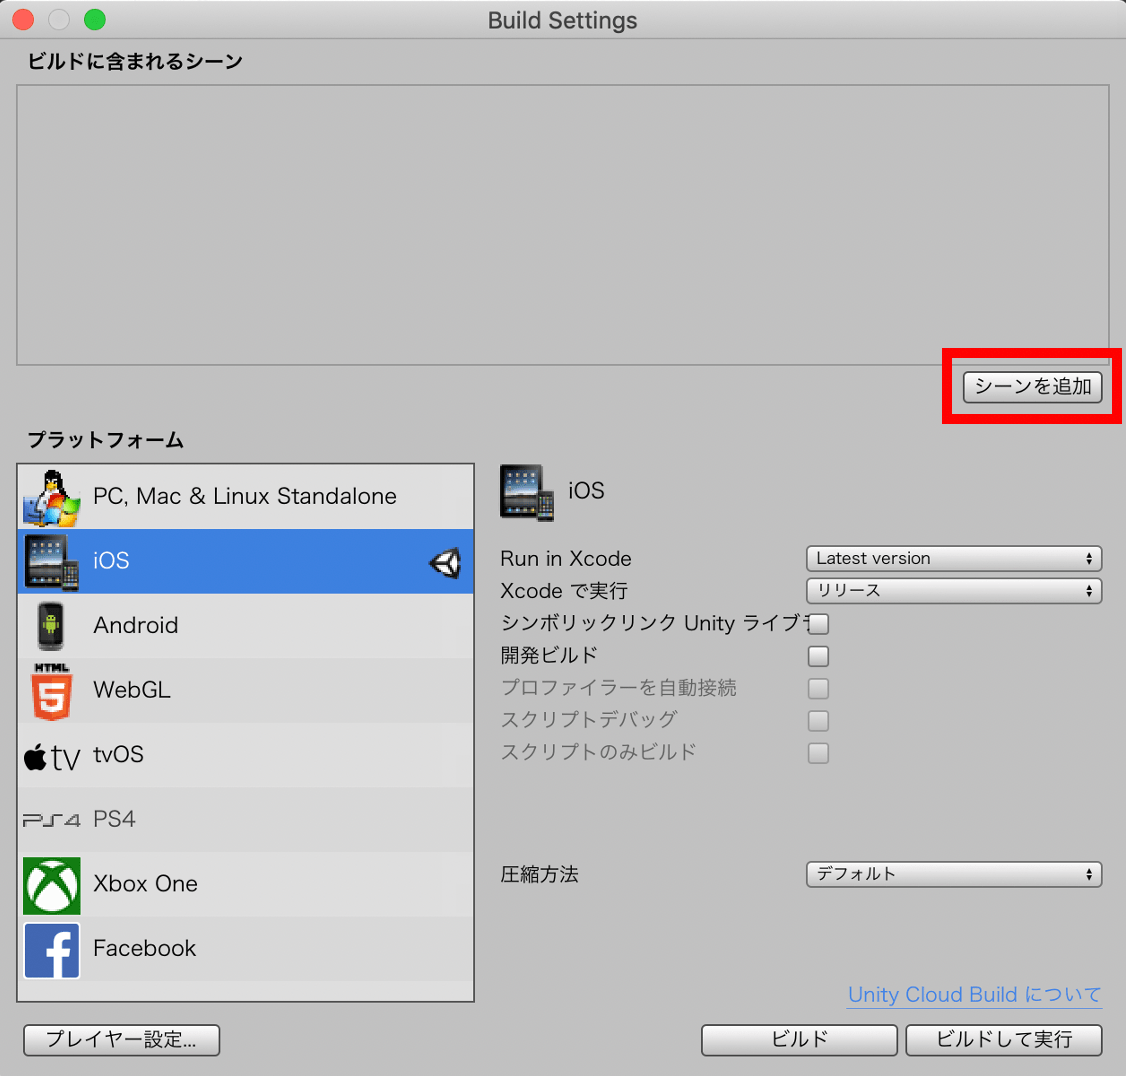 Build Settings
ビルドに含まれるシーン
シーンを追加
プラットフォーム
PC, Mac & Linux Standalone
iOS
Android
HTML
5
WebGL
tv
tvOS
PS4
PS4
Xbox One
f
Facebook
iOS
Run in Xcode
Latest version
Xcode で実行
リリース
シンボリックリンク Unity ライブラ
開発ビルド
プロファイラーを自動接続
スクリプトデバッグ
スクリプトのみビルド
圧縮方法
デフォルト
Unity Cloud Build について
プレイヤー設定...
ビルド
ビルドして実行